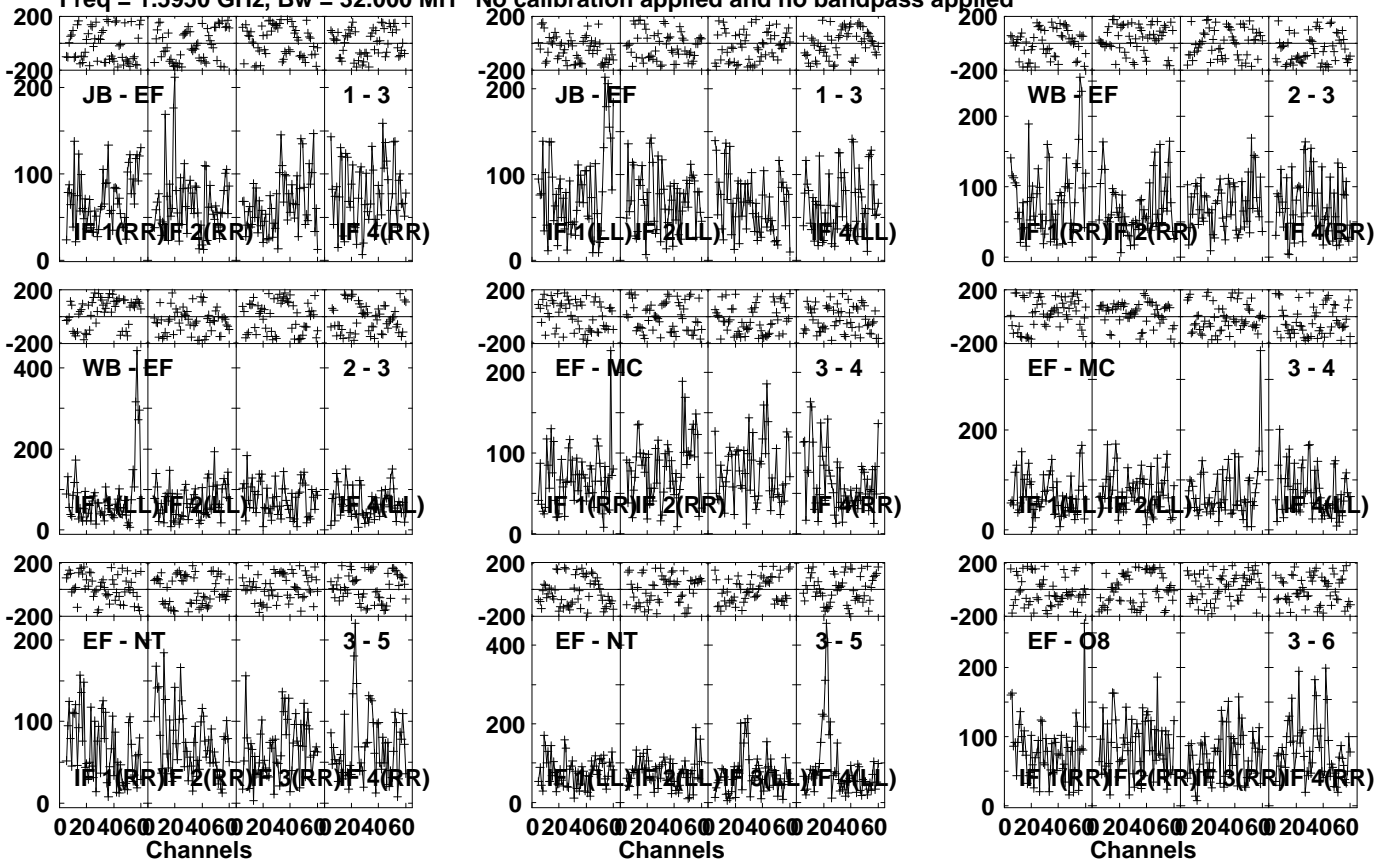 Freq = 1.5950 GHz, Bw = 32.000 MH No calibration applied and no bandpass applied
200
-200
200
100
0
JB - EF 1 - 3
IF 1(RR) IF 2(RR) IF 4(RR)
200
-200
200
100
0
JB - EF 1 - 3
IF 1(LL) IF 2(LL) IF 4(LL)
200
-200
200
100
0
WB - EF 2 - 3
IF 1(RR) IF 2(RR) IF 4(RR)
200
-200
400
200
0
WB - EF 2 - 3
IF 1(LL) IF 2(LL) IF 4(LL)
200
-200
200
100
0
EF - MC 3 - 4
IF 1(RR) IF 2(RR) IF 4(RR)
200
-200
200
0
EF - MC 3 - 4
IF 1(LL) IF 2(LL) IF 4(LL)
200
-200
200
100
0
EF - NT 3 - 5
IF 1(RR) IF 2(RR) IF 3(RR) IF 4(RR)
0 20 40 60 0 20 40 60 0 20 40 60 0 20 40 60
Channels
200
-200
400
200
0
EF - NT 3 - 5
IF 1(LL) IF 2(LL) IF 3(LL) IF 4(LL)
0 20 40 60 0 20 40 60 0 20 40 60 0 20 40 60
Channels
200
-200
200
100
0
EF - O8 3 - 6
IF 1(RR) IF 2(RR) IF 3(RR) IF 4(RR)
0 20 40 60 0 20 40 60 0 20 40 60 0 20 40 60
Channels